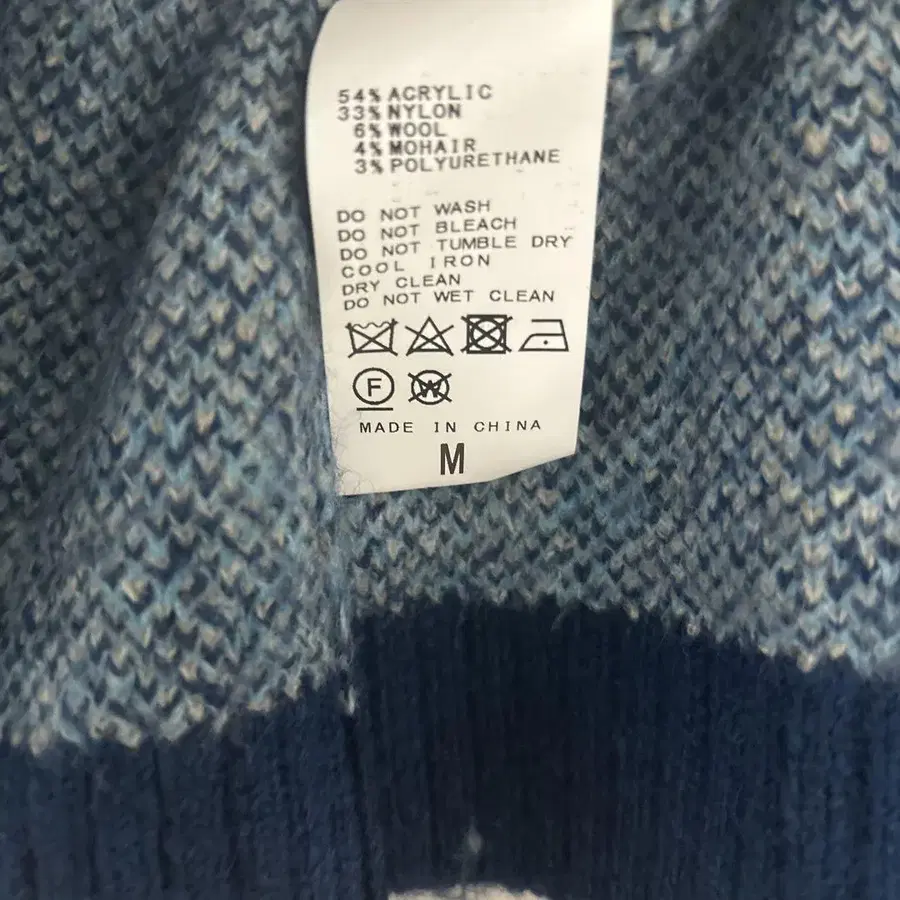 54% ACRYLIC
33% NYLON
6% WOOL
4% MOHAIR
3% POLYURETHANE
DO NOT WASH
DO NOT BLEACH
DO NOT TUMBLE DRY
COOL IRON
DRY CLEAN
DO NOT WET CLEAN
F W
MADE IN CHINA
M